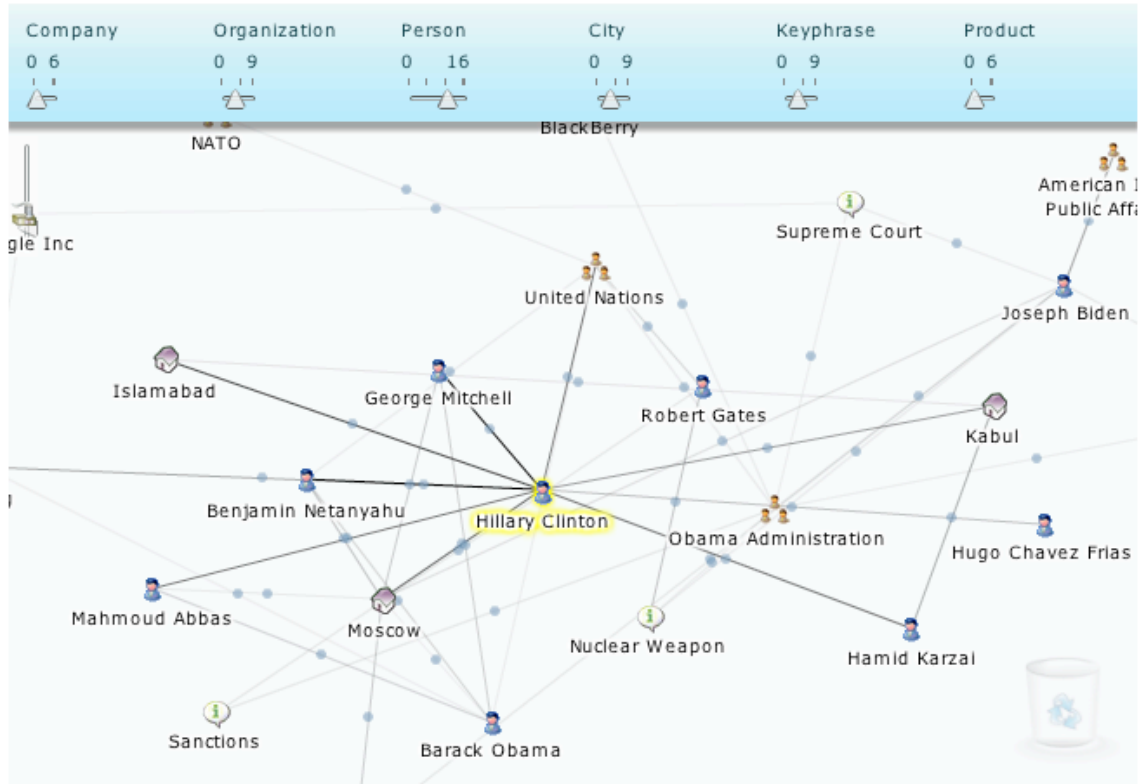 Company Organization Person City Keyphrase Product
0 6 0 9 0 16 0 9 0 9 0 6
BlackBerry
NATO
American
Public
Supreme Court
gle Inc
United Nations
Joseph Biden
Islamabad
George Mitchell
Robert Gates
Kabul
Benjamin Netanyahu
Hillary Clinton
Obama Administration
Hugo Chavez Frias
Mahmoud Abbas
Moscow
Nuclear Weapon
Hamid Karzai
Sanctions
Barack Obama